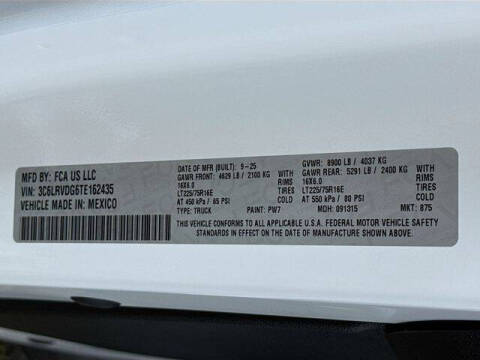 MFD BY: FCA US LLC
VIN: 3C6LRVDG6TE162435
VEHICLE MADE IN: MEXICO
DATE OF MFR (BUILT): 9-25
GVWR: 8900 LB / 4037 KG
GAWR FRONT: 4629 LB / 2100 KG
GAWR REAR: 5291 LB / 2400 KG
16X6.0 RIMS 16X6.0 RIMS
LT225/75R16E TIRES LT225/75R16E TIRES
AT 450 kPa / 65 PSI COLD AT 550 kPa / 80 PSI COLD
TYPE: TRUCK PAINT: PW7 MDH: 091315 MKT: 875
THIS VEHICLE CONFORMS TO ALL APPLICABLE U.S.A. FEDERAL MOTOR VEHICLE SAFETY
STANDARDS IN EFFECT ON THE DATE OF MANUFACTURE SHOWN ABOVE